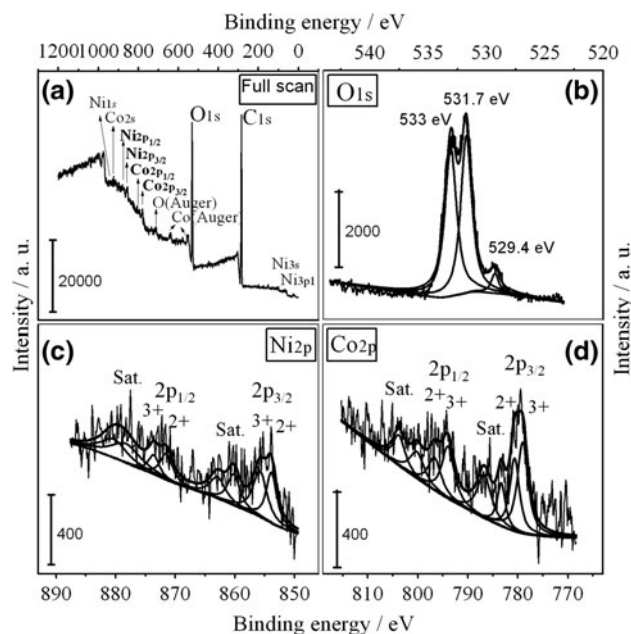 Binding energy / eV
1200 1000 800 600 400 200 0
540 535 530 525 520
(a)
Full scan
Ni1s
Co2s
Ni2p1/2
Ni2p3/2
Co2p1/2
Co2p3/2
O(Auger)
Co(Auger)
O1s
C1s
Ni3s
Ni3p1
20000
(b)
O1s
533 eV
531.7 eV
529.4 eV
2000
Intensity / a. u.
Intensity / a. u.
(c)
Ni2p
Sat.
2p1/2
3+
2+
Sat.
2p3/2
3+
2+
400
(d)
Co2p
Sat.
2p1/2
2+
3+
Sat.
2p3/2
2+
3+
400
Intensity / a. u.
Intensity / a. u.
890 880 870 860 850
810 800 790 780 770
Binding energy / eV